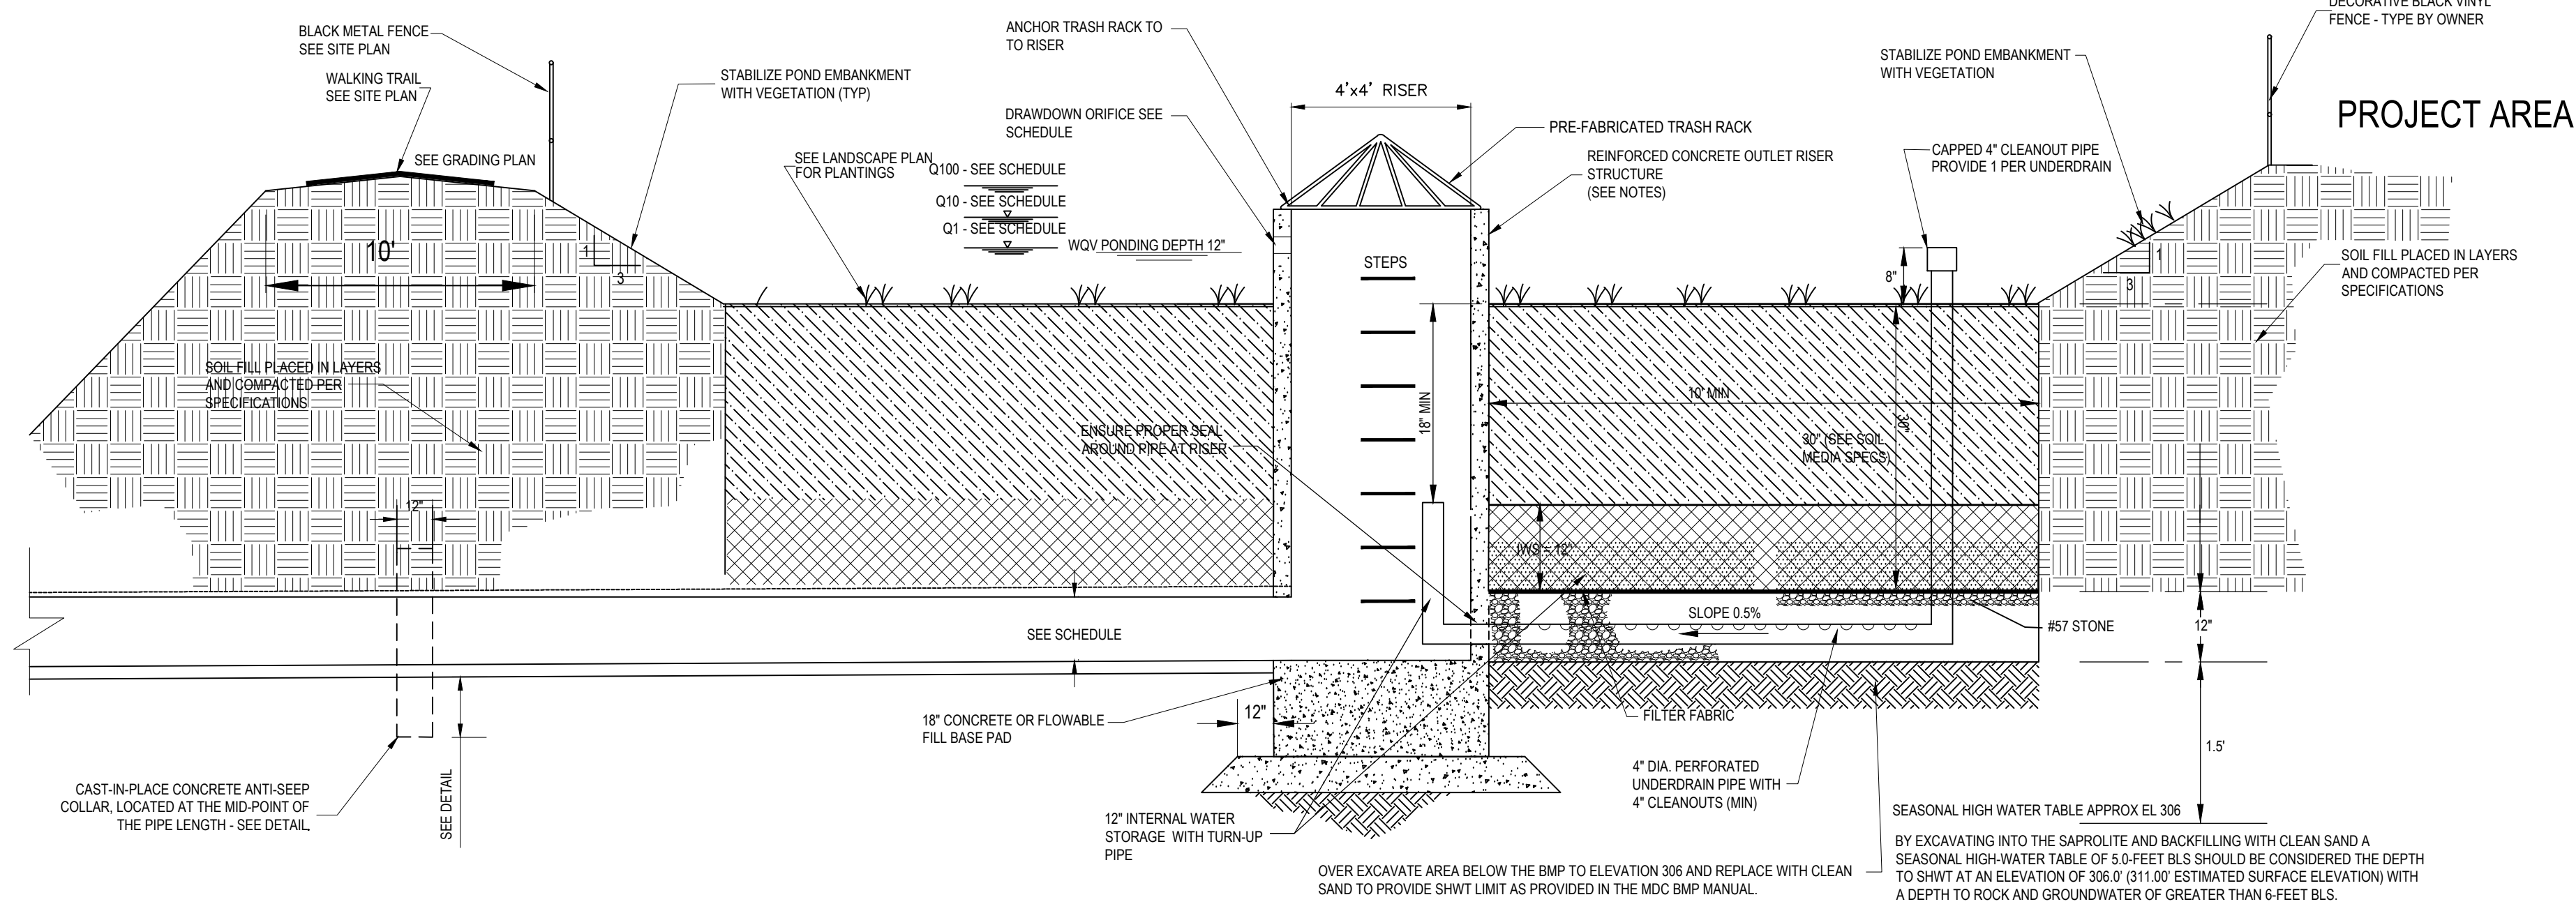 BLACK METAL FENCE
SEE SITE PLAN
WALKING TRAIL
SEE SITE PLAN
SEE GRADING PLAN
STABILIZE POND EMBANKMENT
WITH VEGETATION (TYP)
10'
1
3
SOIL FILL PLACED IN LAYERS
AND COMPACTED PER
SPECIFICATIONS
12"
CAST-IN-PLACE CONCRETE ANTI-SEEP
COLLAR, LOCATED AT THE MID-POINT OF
THE PIPE LENGTH - SEE DETAIL.
SEE DETAIL
SEE LANDSCAPE PLAN
FOR PLANTINGS
Q100 - SEE SCHEDULE
Q10 - SEE SCHEDULE
Q1 - SEE SCHEDULE
WQV PONDING DEPTH 12"
ANCHOR TRASH RACK TO
TO RISER
DRAWDOWN ORIFICE SEE
SCHEDULE
4'x4' RISER
PRE-FABRICATED TRASH RACK
REINFORCED CONCRETE OUTLET RISER
STRUCTURE
(SEE NOTES)
STEPS
18" MIN
ENSURE PROPER SEAL
AROUND PIPE AT RISER
SEE SCHEDULE
18" CONCRETE OR FLOWABLE
FILL BASE PAD
12"
12" INTERNAL WATER
STORAGE WITH TURN-UP
PIPE
DECORATIVE BLACK VINYL
FENCE - TYPE BY OWNER
STABILIZE POND EMBANKMENT
WITH VEGETATION
PROJECT AREA
CAPPED 4" CLEANOUT PIPE
PROVIDE 1 PER UNDERDRAIN
8"
1
3
SOIL FILL PLACED IN LAYERS
AND COMPACTED PER
SPECIFICATIONS
10' MIN
30"
30" (SEE SOIL
MEDIA SPECS)
IWS = 12"
SLOPE 0.5%
#57 STONE
12"
1.5'
FILTER FABRIC
4" DIA. PERFORATED
UNDERDRAIN PIPE WITH
4" CLEANOUTS (MIN)
SEASONAL HIGH WATER TABLE APPROX EL 306
OVER EXCAVATE AREA BELOW THE BMP TO ELEVATION 306 AND REPLACE WITH CLEAN
SAND TO PROVIDE SHWT LIMIT AS PROVIDED IN THE MDC BMP MANUAL.
BY EXCAVATING INTO THE SAPROLITE AND BACKFILLING WITH CLEAN SAND A
SEASONAL HIGH-WATER TABLE OF 5.0-FEET BLS SHOULD BE CONSIDERED THE DEPTH
TO SHWT AT AN ELEVATION OF 306.0' (311.00' ESTIMATED SURFACE ELEVATION) WITH
A DEPTH TO ROCK AND GROUNDWATER OF GREATER THAN 6-FEET BLS.